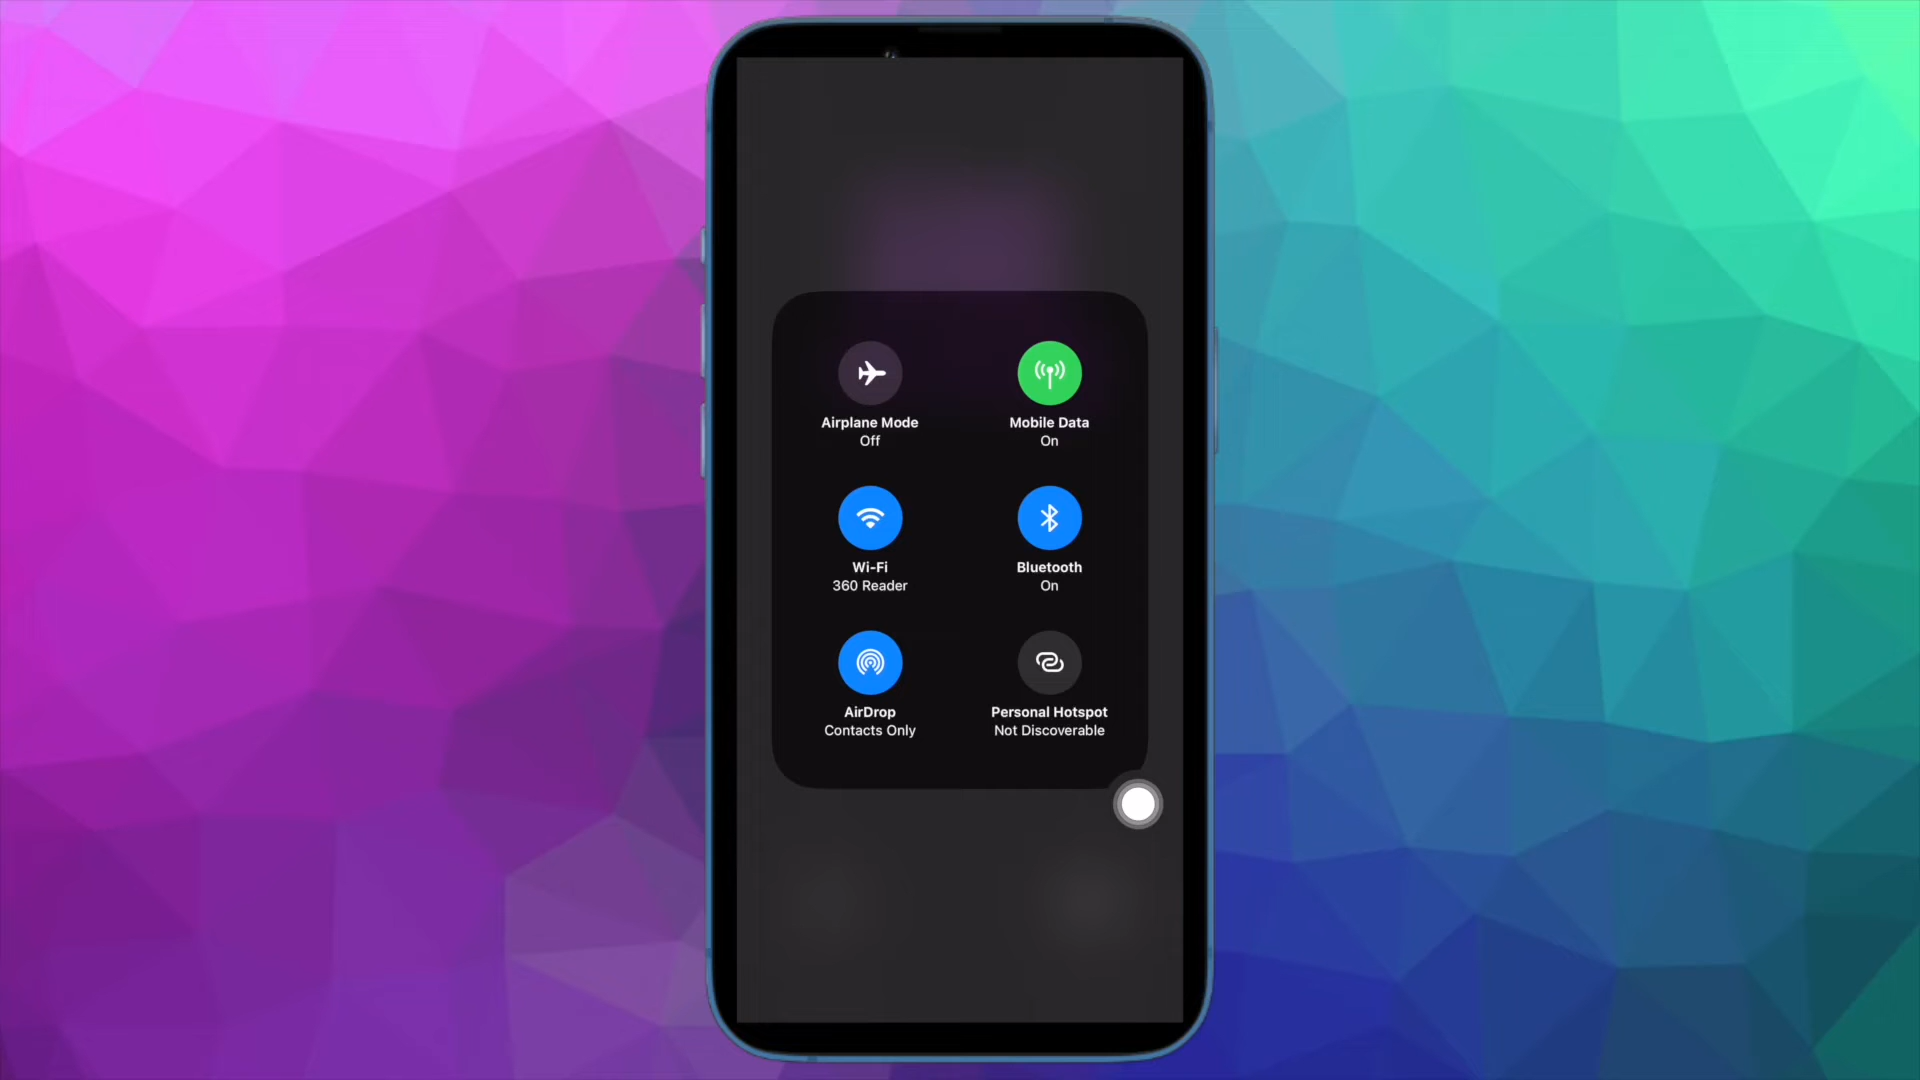 Airplane Mode
Off
Mobile Data
On
Wi-Fi
360 Reader
Bluetooth
On
AirDrop
Contacts Only
Personal Hotspot
Not Discoverable